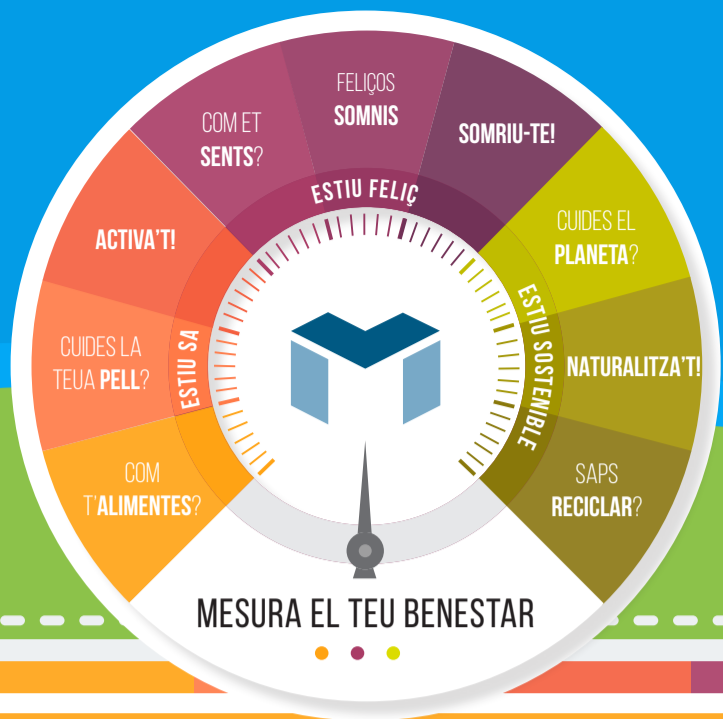 FELIÇOS
SOMNIS
COM ET
SENTS?
SOMRIU-TE!
ESTIU FELIÇ
ACTIVA'T!
CUIDES EL
PLANETA?
CUIDES LA
TEUA PELL?
ESTIU SA
ESTIU SOSTENIBLE
NATURALITZA'T!
COM
T'ALIMENTES?
SAPS
RECICLAR?
MESURA EL TEU BENESTAR